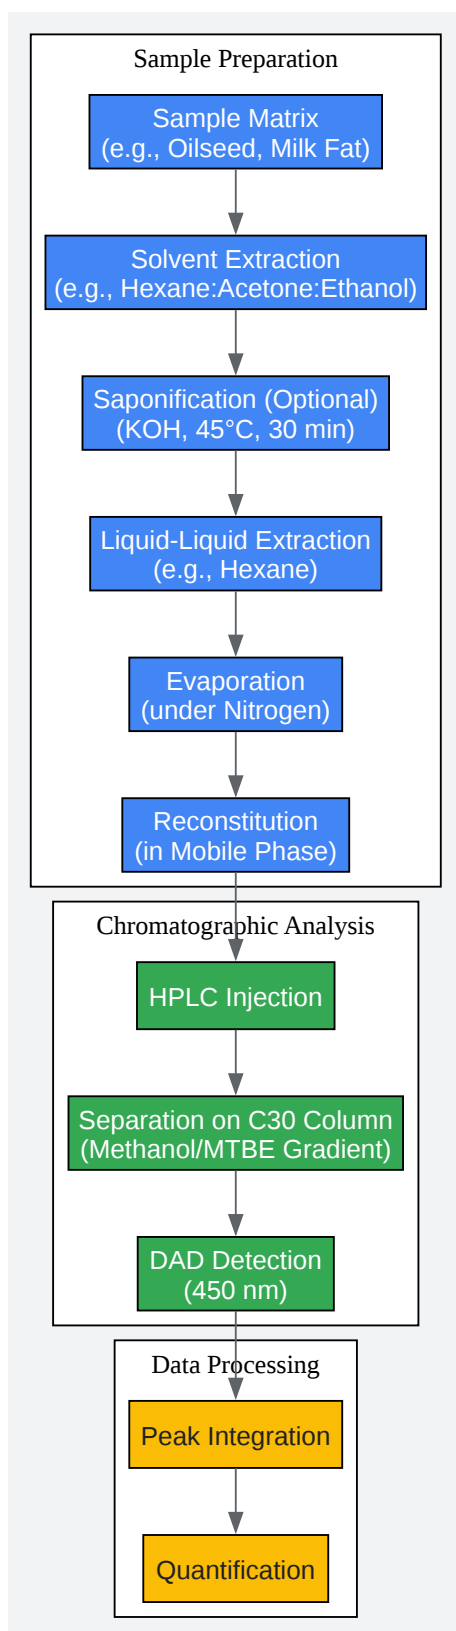 Sample Preparation
Sample Matrix
(e.g., Oilseed, Milk Fat)
Solvent Extraction
(e.g., Hexane:Acetone:Ethanol)
Saponification (Optional)
(KOH, 45°C, 30 min)
Liquid-Liquid Extraction
(e.g., Hexane)
Evaporation
(under Nitrogen)
Reconstitution
(in Mobile Phase)
Chromatographic Analysis
HPLC Injection
Separation on C30 Column
(Methanol/MTBE Gradient)
DAD Detection
(450 nm)
Data Processing
Peak Integration
Quantification